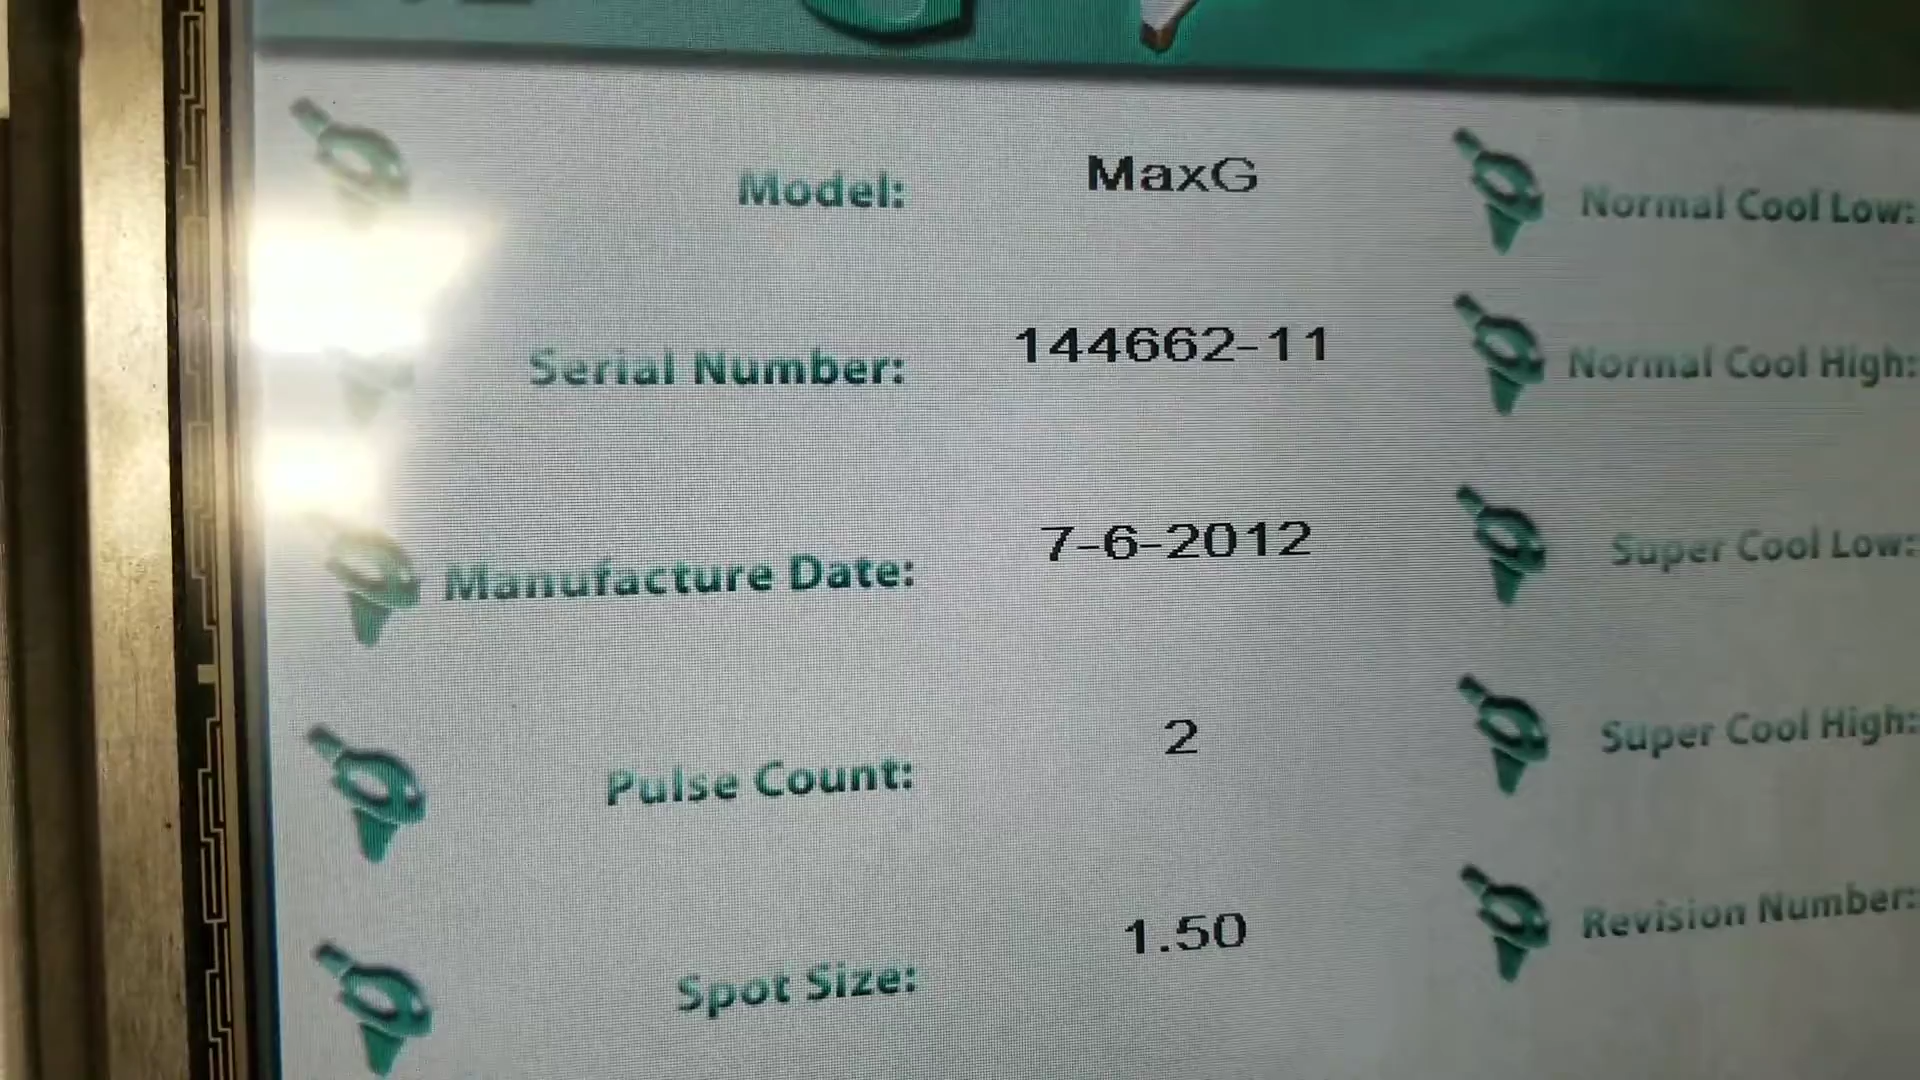 Model: MaxG
Serial Number: 144662-11
Manufacture Date: 7-6-2012
Pulse Count: 2
Spot Size: 1.50
Normal Cool Low:
Normal Cool High:
Super Cool Low:
Super Cool High:
Revision Number: